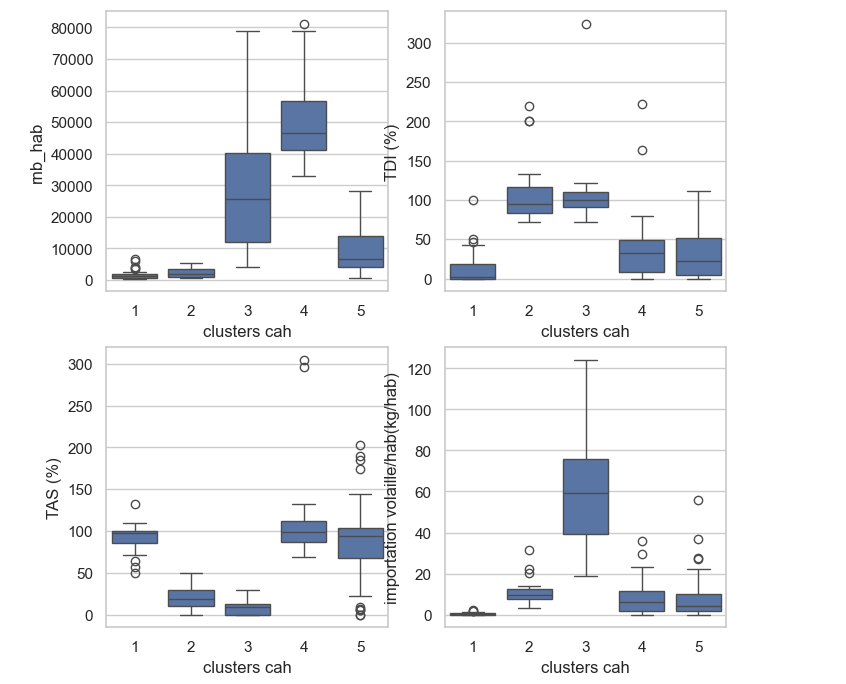 80000
70000
60000
50000
40000
30000
20000
10000
0
mb_hab
1 2 3 4 5
clusters cah
300
250
200
150
100
50
0
TDI (%)
1 2 3 4 5
clusters cah
300
250
200
150
100
50
0
TAS (%)
1 2 3 4 5
clusters cah
120
100
80
60
40
20
0
importation volaille/hab(kg/hab)
1 2 3 4 5
clusters cah